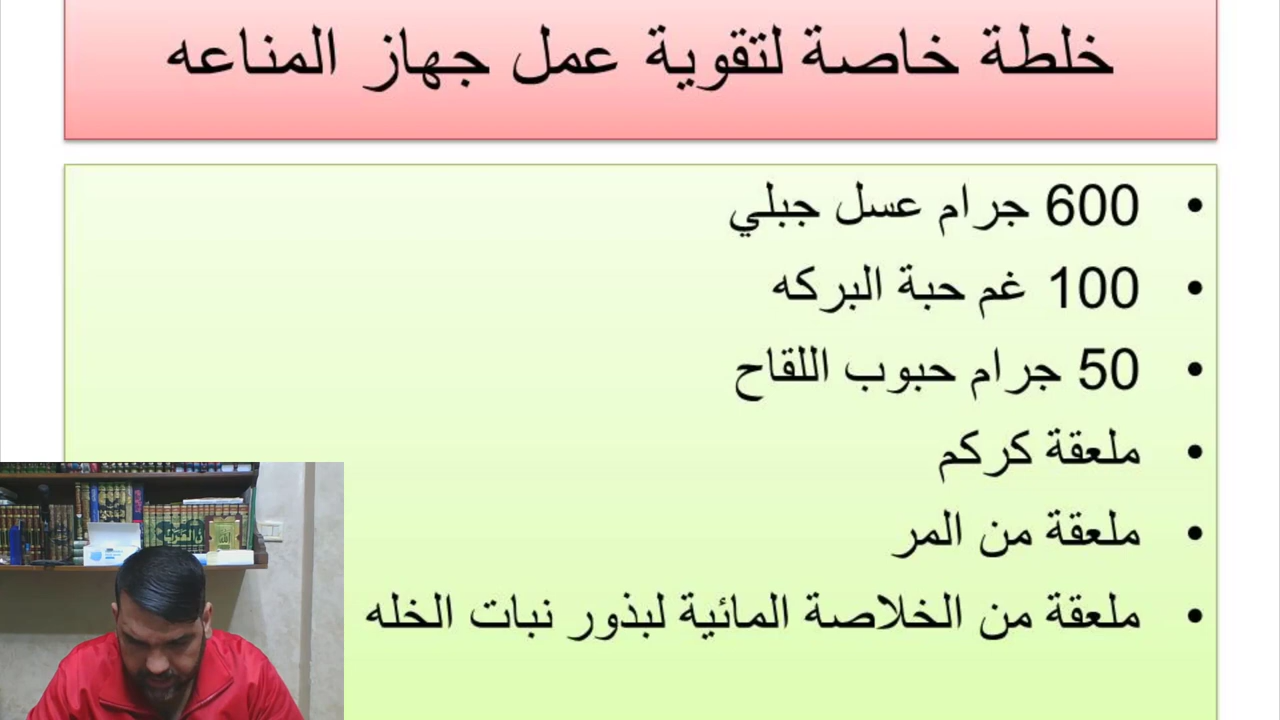 خلطة خاصة لتقوية عمل جهاز المناعه
• 600 جرام عسل جبلي
• 100 غم حبة البركه
• 50 جرام حبوب اللقاح
• ملعقة كركم
• ملعقة من المر
• ملعقة من الخلاصة المائية لبذور نبات الخله